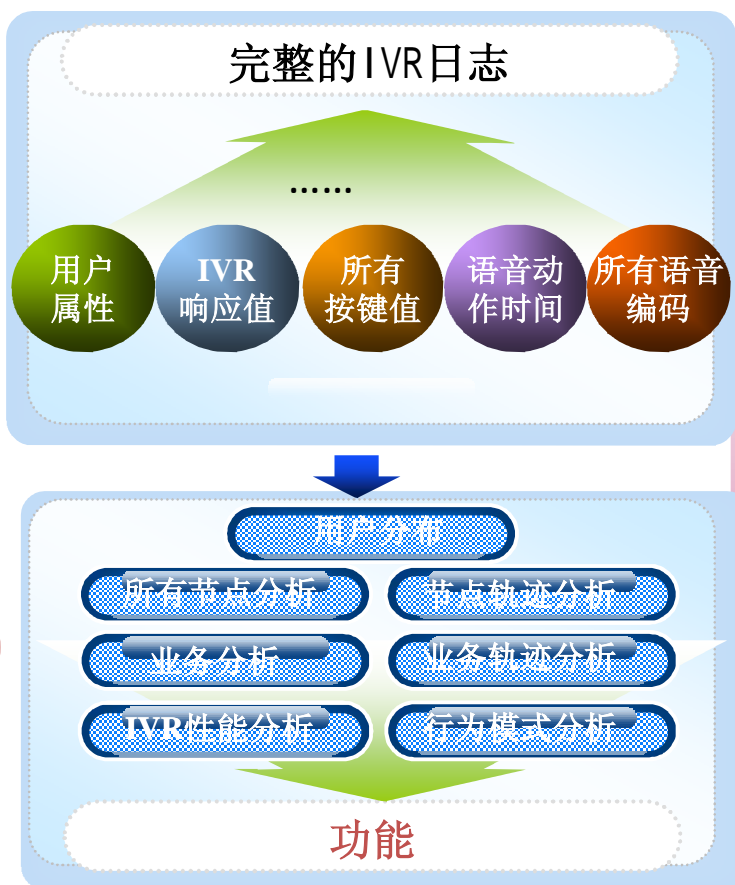 完整的IVR日志
……
用户
属性
IVR
响应值
所有
按键值
语音动
作时间
所有语音
编码
用户分布
所有节点分析
节点轨迹分析
业务分析
业务轨迹分析
IVR性能分析
行为模式分析
功能